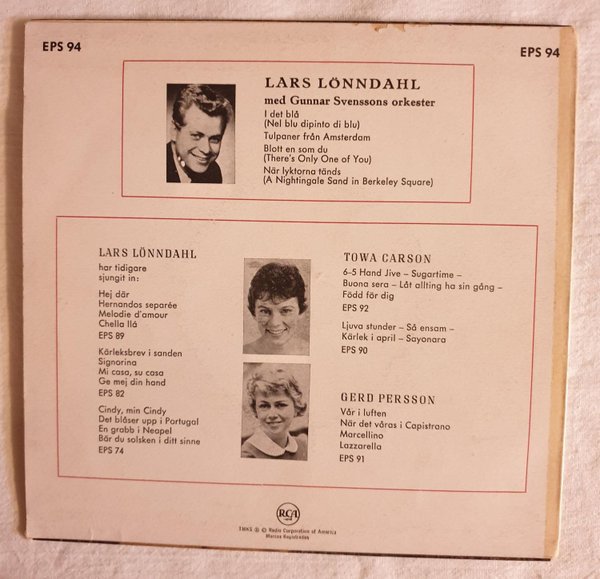 EPS 94
EPS 94
LARS LÖNNDAHL
med Gunnar Svenssons orkester
I det blå
(Nel blu dipinto di blu)
Tulpaner från Amsterdam
Blott en som du
(There's Only One of You)
När lyktorna tänds
(A Nightingale Sand in Berkeley Square)
LARS LÖNNDAHL
har tidigare
sjungit in:
Hej där
Hernandos separée
Melodie d'amour
Chella llá
EPS 89
Kärleksbrev i sanden
Signorina
Mi casa, su casa
Ge mej din hand
EPS 82
Cindy, min Cindy
Det blåser upp i Portugal
En grabb i Neapel
Bär du solsken i ditt sinne
EPS 74
TOWA CARSON
6-5 Hand Jive – Sugartime –
Buona sera – Låt allting ha sin gång –
Född för dig
EPS 92
Ljuva stunder – Så ensam –
Kärlek i april – Sayonara
EPS 90
GERD PERSSON
Vår i luften
När det våras i Capistrano
Marcellino
Lazzarella
EPS 91
RCA
Radio Corporation of America